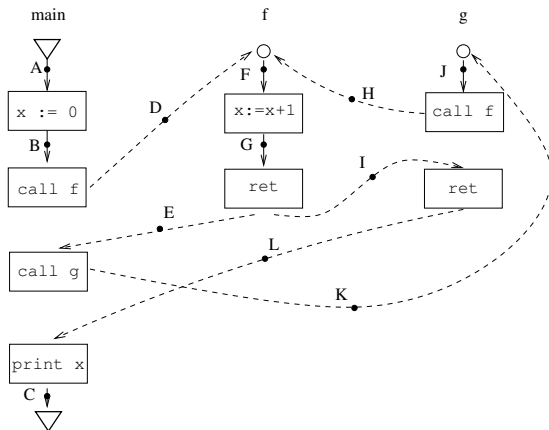 main f g
A F J
x := 0 D x:=x+1 H call f
B G
call f ret I ret
E
call g L
K
print x
C